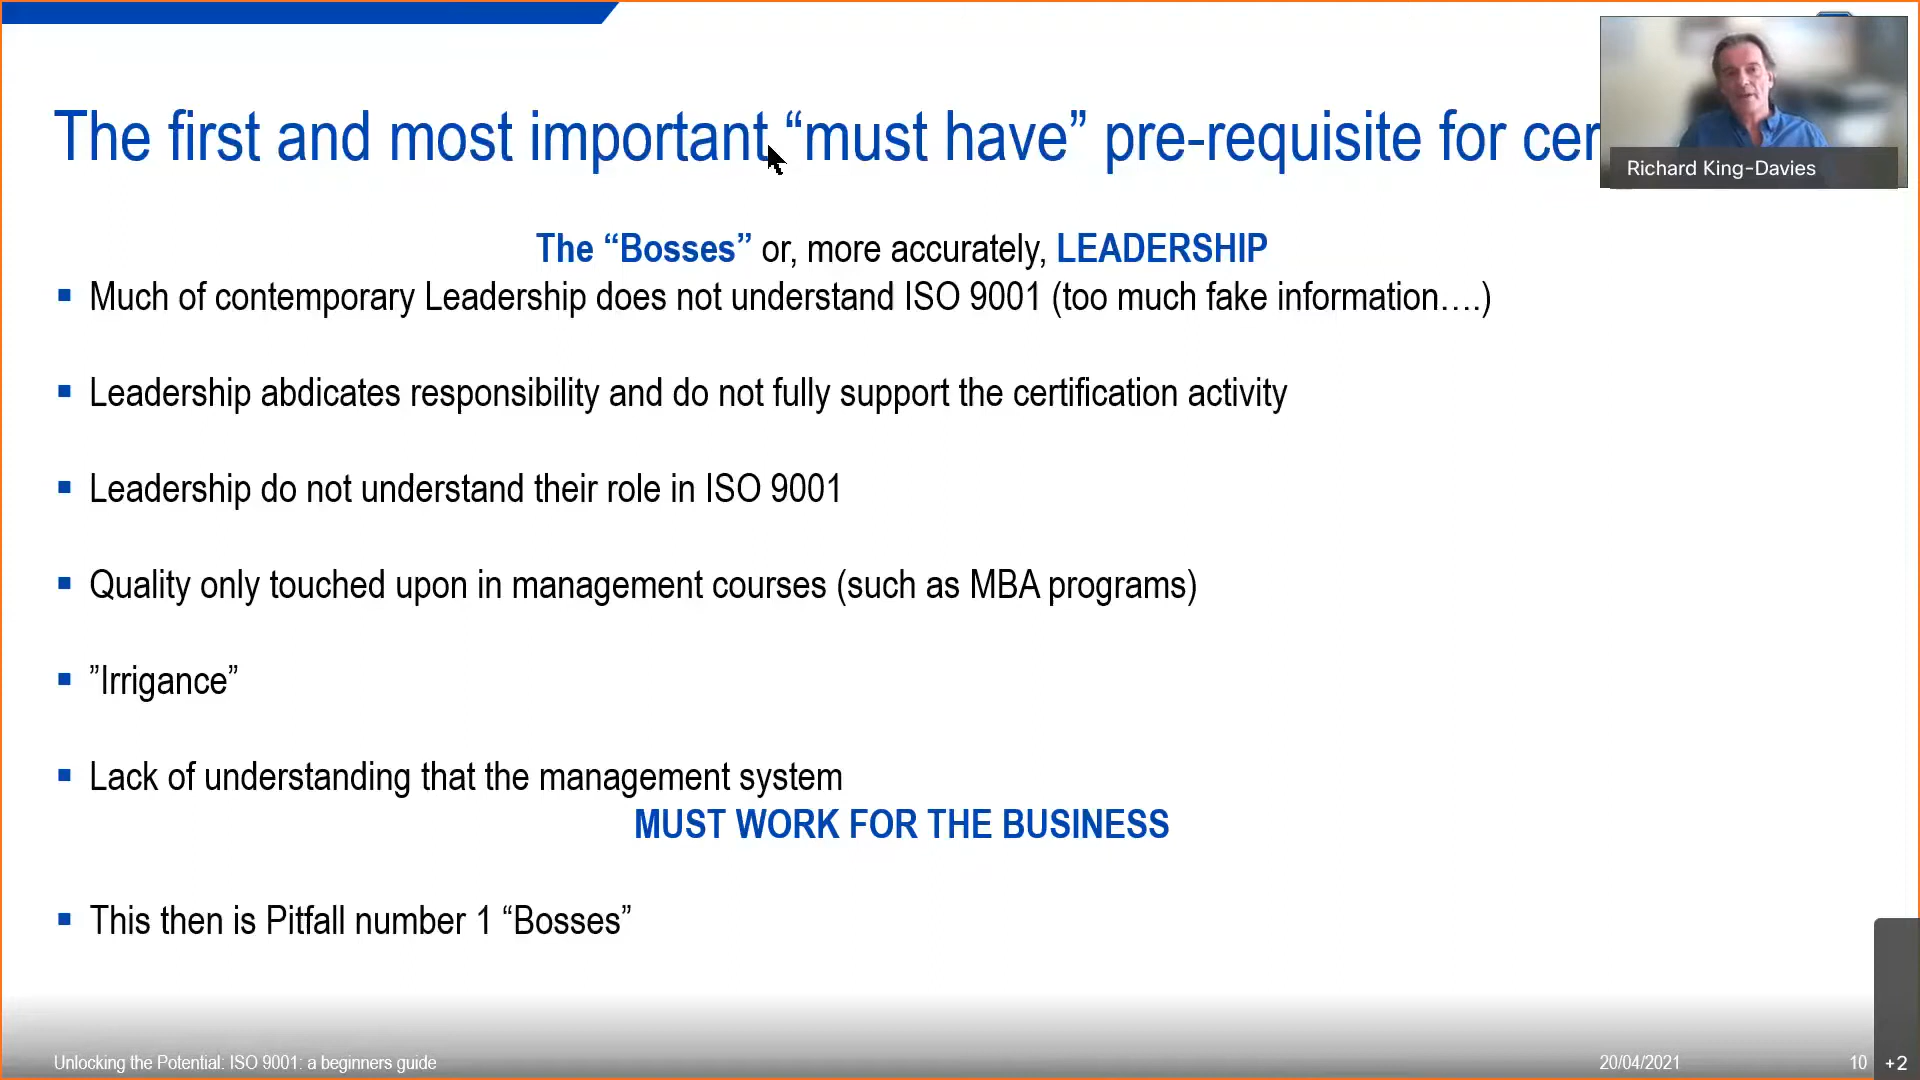 The first and most important “must have” pre-requisite for cer
Richard King-Davies
The “Bosses” or, more accurately, LEADERSHIP
▪ Much of contemporary Leadership does not understand ISO 9001 (too much fake information….)
▪ Leadership abdicates responsibility and do not fully support the certification activity
▪ Leadership do not understand their role in ISO 9001
▪ Quality only touched upon in management courses (such as MBA programs)
▪ ”Irrigance”
▪ Lack of understanding that the management system
MUST WORK FOR THE BUSINESS
▪ This then is Pitfall number 1 “Bosses”
Unlocking the Potential: ISO 9001: a beginners guide
20/04/2021
10
+2